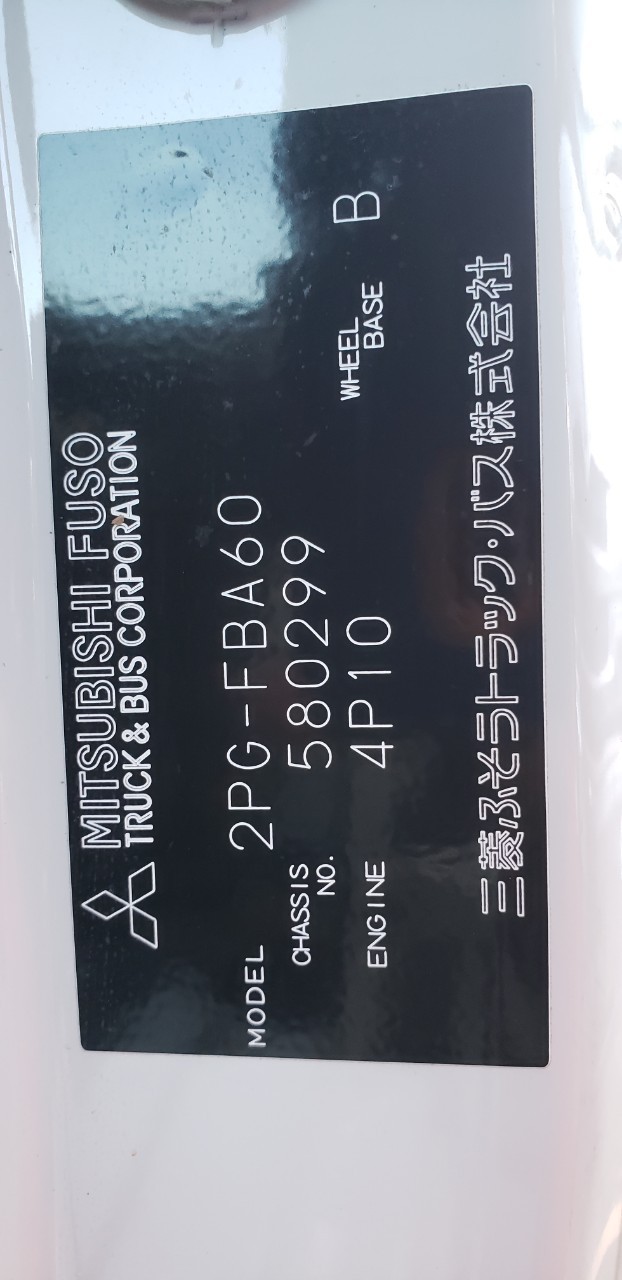 MITSUBISHI FUSO
TRUCK & BUS CORPORATION
MODEL 2PG-FBA60
CHASSIS NO. 580299
ENGINE 4P10 WHEEL BASE B
三菱ふそうトラック・バス株式会社